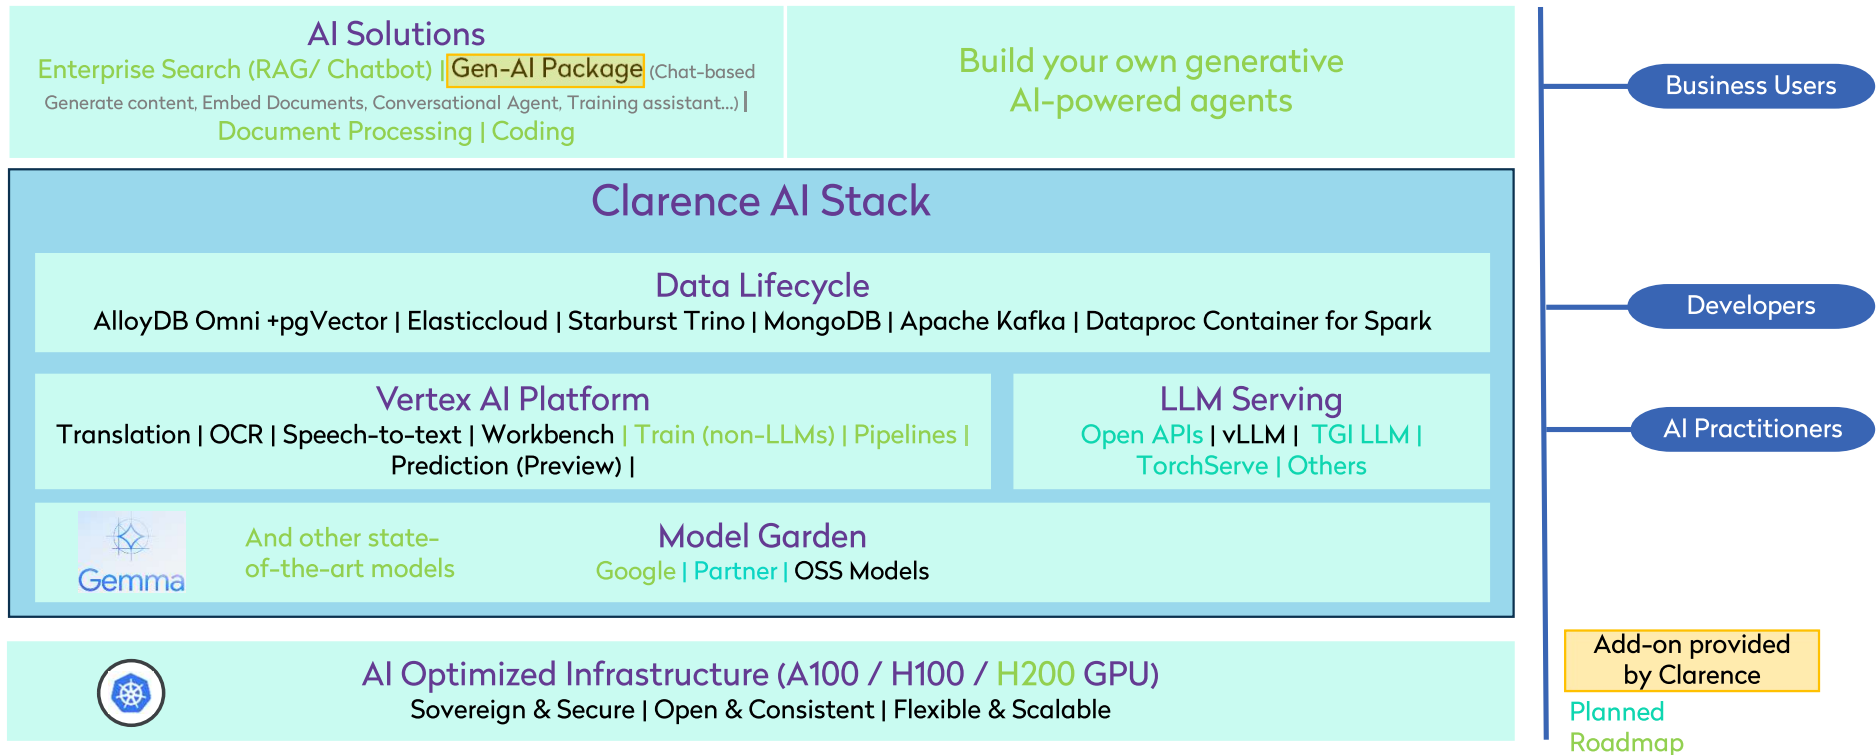 AI Solutions
Enterprise Search (RAG/ Chatbot) | Gen-AI Package (Chat-based
Generate content, Embed Documents, Conversational Agent, Training assistant...) |
Document Processing | Coding
Build your own generative
AI-powered agents
Business Users
Clarence AI Stack
Data Lifecycle
AlloyDB Omni +pgVector | Elasticcloud | Starburst Trino | MongoDB | Apache Kafka | Dataproc Container for Spark
Developers
Vertex AI Platform
Translation | OCR | Speech-to-text | Workbench | Train (non-LLMs) | Pipelines |
Prediction (Preview) |
LLM Serving
Open APIs | vLLM | TGI LLM |
TorchServe | Others
AI Practitioners
Gemma
And other state-
of-the-art models
Model Garden
Google | Partner | OSS Models
AI Optimized Infrastructure (A100 / H100 / H200 GPU)
Sovereign & Secure | Open & Consistent | Flexible & Scalable
Add-on provided
by Clarence
Planned
Roadmap